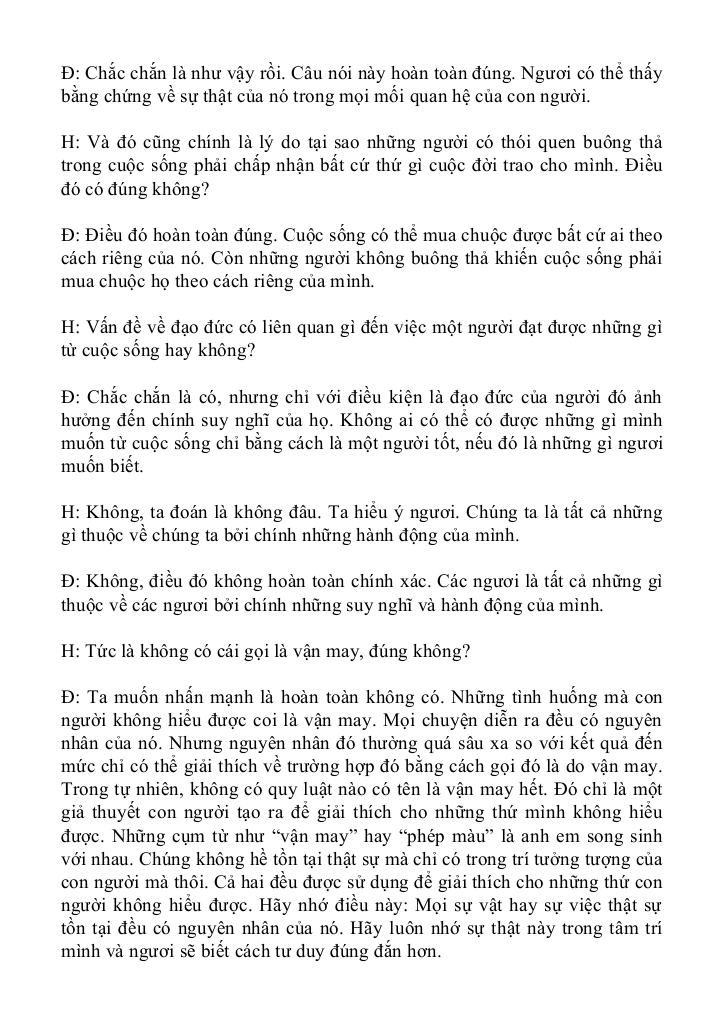 Đ: Chắc chắn là như vậy rồi. Câu nói này hoàn toàn đúng. Ngươi có thể thấy
bằng chứng về sự thật của nó trong mọi mối quan hệ của con người.
H: Và đó cũng chính là lý do tại sao những người có thói quen buông thả
trong cuộc sống phải chấp nhận bất cứ thứ gì cuộc đời trao cho mình. Điều
đó có đúng không?
Đ: Điều đó hoàn toàn đúng. Cuộc sống có thể mua chuộc được bất cứ ai theo
cách riêng của nó. Còn những người không buông thả khiến cuộc sống phải
mua chuộc họ theo cách riêng của mình.
H: Vấn đề về đạo đức có liên quan gì đến việc một người đạt được những gì
từ cuộc sống hay không?
Đ: Chắc chắn là có, nhưng chỉ với điều kiện là đạo đức của người đó ảnh
hưởng đến chính suy nghĩ của họ. Không ai có thể có được những gì mình
muốn từ cuộc sống chỉ bằng cách là một người tốt, nếu đó là những gì ngươi
muốn biết.
H: Không, ta đoán là không đâu. Ta hiểu ý ngươi. Chúng ta là tất cả những
gì thuộc về chúng ta bởi chính những hành động của mình.
Đ: Không, điều đó không hoàn toàn chính xác. Các ngươi là tất cả những gì
thuộc về các ngươi bởi chính những suy nghĩ và hành động của mình.
H: Tức là không có cái gọi là vận may, đúng không?
Đ: Ta muốn nhấn mạnh là hoàn toàn không có. Những tình huống mà con
người không hiểu được coi là vận may. Mọi chuyện diễn ra đều có nguyên
nhân của nó. Nhưng nguyên nhân đó thường quá sâu xa so với kết quả đến
mức chỉ có thể giải thích về trường hợp đó bằng cách gọi đó là do vận may.
Trong tự nhiên, không có quy luật nào có tên là vận may hết. Đó chỉ là một
giả thuyết con người tạo ra để giải thích cho những thứ mình không hiểu
được. Những cụm từ như “vận may” hay “phép màu” là anh em song sinh
với nhau. Chúng không hề tồn tại thật sự mà chỉ có trong trí tưởng tượng của
con người mà thôi. Cả hai đều được sử dụng để giải thích cho những thứ con
người không hiểu được. Hãy nhớ điều này: Mọi sự vật hay sự việc thật sự
tồn tại đều có nguyên nhân của nó. Hãy luôn nhớ sự thật này trong tâm trí
mình và ngươi sẽ biết cách tư duy đúng đắn hơn.